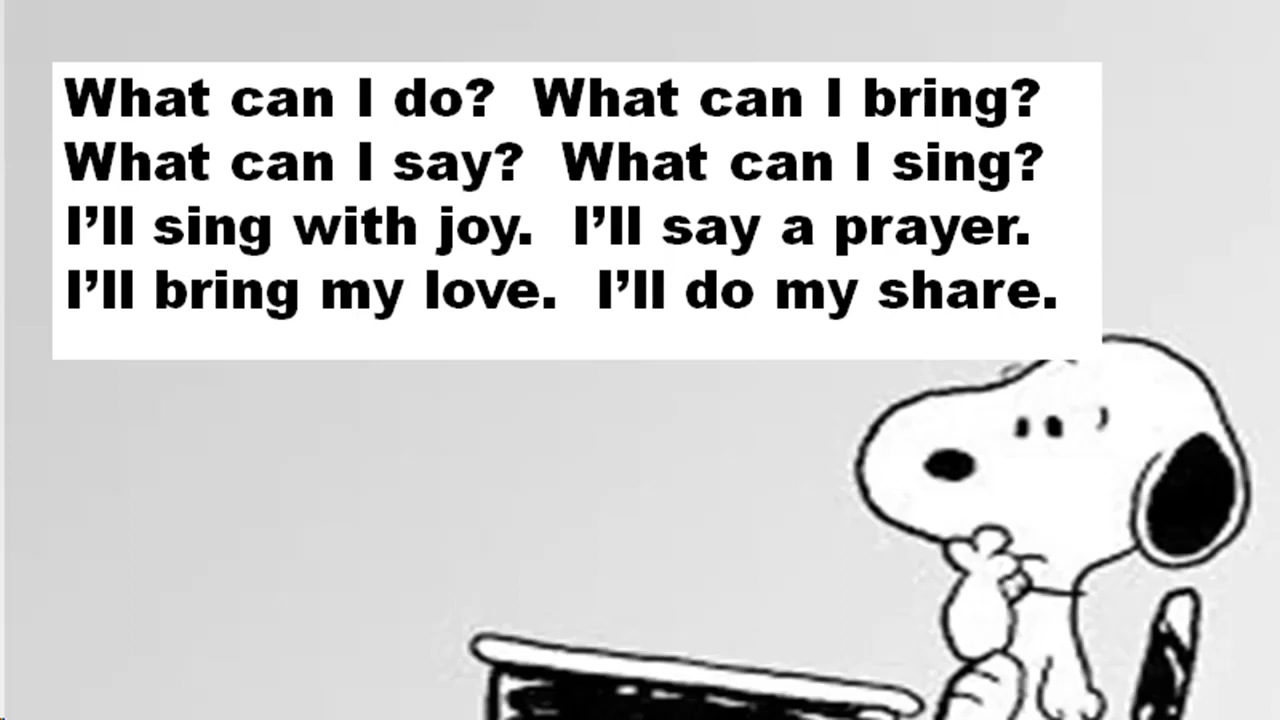 What can I do?  What can I bring?
What can I say?  What can I sing?
I’ll sing with joy.  I’ll say a prayer.
I’ll bring my love.  I’ll do my share.